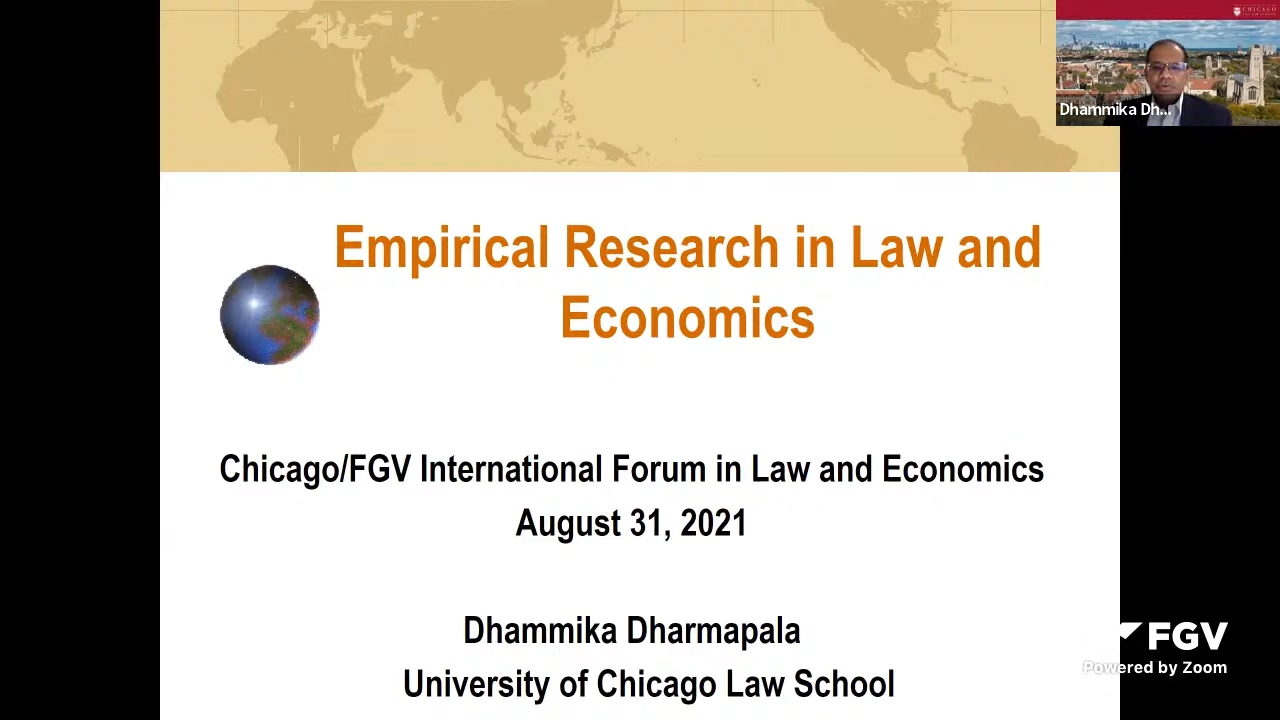 CHICAGO
Dhammika Dh...
Empirical Research in Law and
Economics
Chicago/FGV International Forum in Law and Economics
August 31, 2021
Dhammika Dharmapala
University of Chicago Law School
FGV
Powered by Zoom